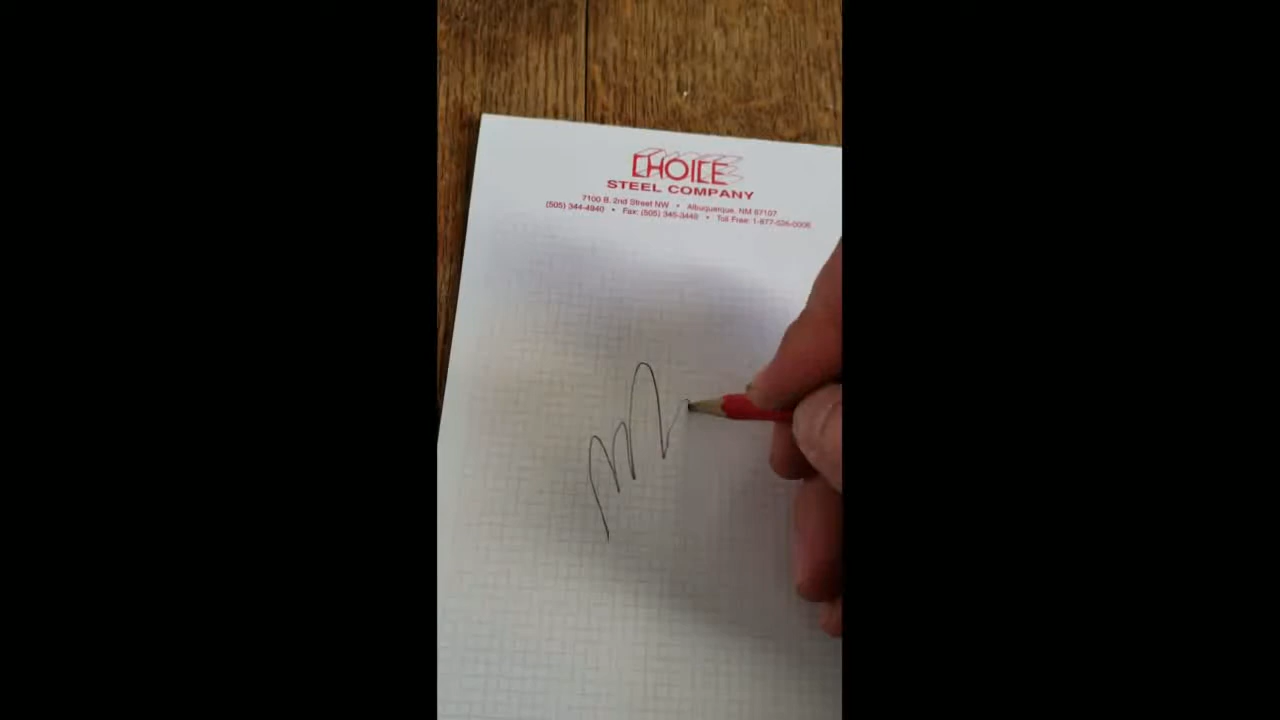 CHOICE
STEEL COMPANY
7100 B. 2nd Street NW • Albuquerque, NM 87107
(505) 344-4940 • Fax: (505) 345-3448 • Toll Free: 1-877-526-0006